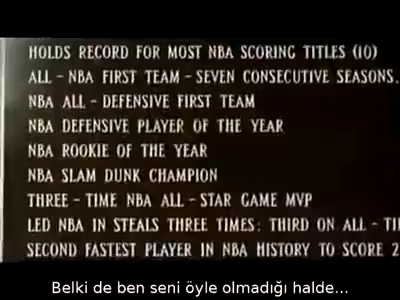 HOLDS RECORD FOR MOST NBA SCORING TITLES (10)
ALL - NBA FIRST TEAM - SEVEN CONSECUTIVE SEASONS.
NBA ALL - DEFENSIVE FIRST TEAM
NBA DEFENSIVE PLAYER OF THE YEAR
NBA ROOKIE OF THE YEAR
NBA SLAM DUNK CHAMPION
THREE - TIME NBA ALL - STAR GAME MVP
LED NBA IN STEALS THREE TIMES: THIRD ON ALL - TI
SECOND FASTEST PLAYER IN NBA HISTORY TO SCORE 2
Belki de ben seni öyle olmadığı halde...